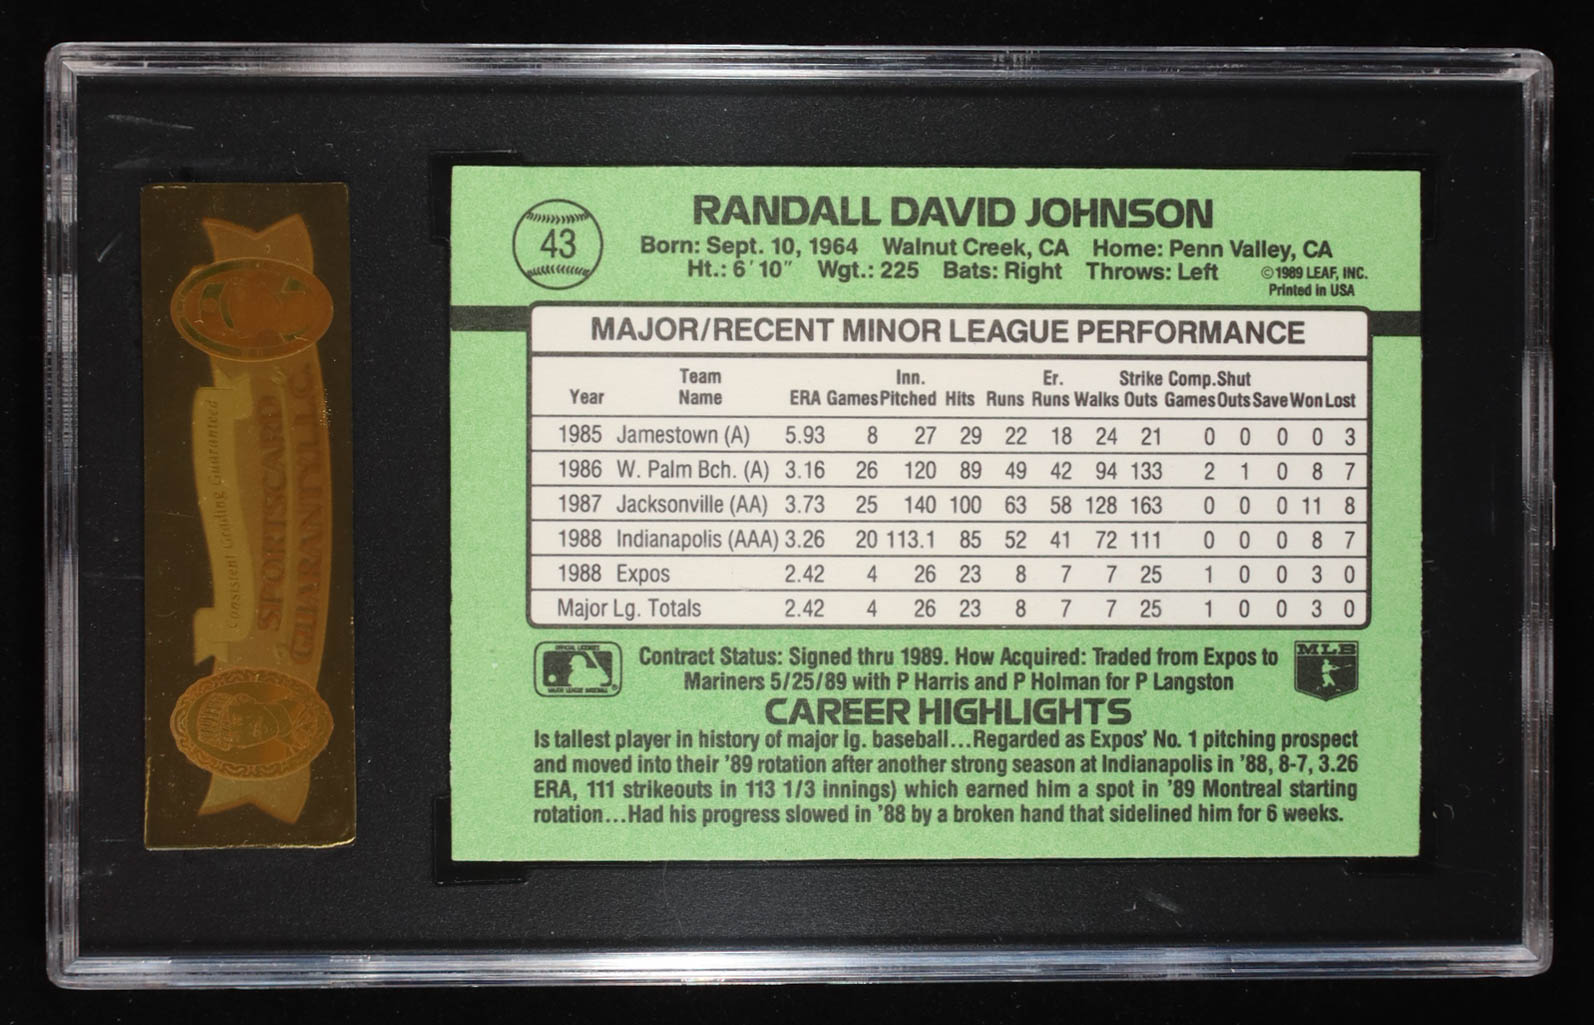 Consistent Grading Guaranteed
SPORTSCARD
GUARANTY L.L.C.
43
RANDALL DAVID JOHNSON
Born: Sept. 10, 1964 Walnut Creek, CA Home: Penn Valley, CA
Ht.: 6'10" Wgt.: 225 Bats: Right Throws: Left
©1989 LEAF, INC.
Printed in USA
MAJOR/RECENT MINOR LEAGUE PERFORMANCE
Team Inn. Er. Strike Comp. Shut
Year Name ERA Games Pitched Hits Runs Runs Walks Outs Games Outs Save Won Lost
1985 Jamestown (A) 5.93 8 27 29 22 18 24 21 0 0 0 0 3
1986 W. Palm Bch. (A) 3.16 26 120 89 49 42 94 133 2 1 0 8 7
1987 Jacksonville (AA) 3.73 25 140 100 63 58 128 163 0 0 0 11 8
1988 Indianapolis (AAA) 3.26 20 113.1 85 52 41 72 111 0 0 0 8 7
1988 Expos 2.42 4 26 23 8 7 7 25 1 0 0 3 0
Major Lg. Totals 2.42 4 26 23 8 7 7 25 1 0 0 3 0
MLB
Contract Status: Signed thru 1989. How Acquired: Traded from Expos to
Mariners 5/25/89 with P Harris and P Holman for P Langston
CAREER HIGHLIGHTS
Is tallest player in history of major lg. baseball...Regarded as Expos' No. 1 pitching prospect
and moved into their '89 rotation after another strong season at Indianapolis in '88, 8-7, 3.26
ERA, 111 strikeouts in 113 1/3 innings) which earned him a spot in '89 Montreal starting
rotation...Had his progress slowed in '88 by a broken hand that sidelined him for 6 weeks.